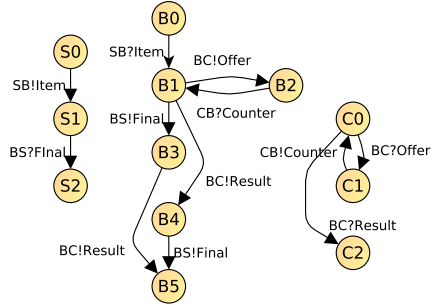 B0
S0
SB?Item
BC!Offer
SB!Item
B1
B2
CB?Counter
S1
BS!Final
C0
BS?FInal
B3
CB!Counter
BC?Offer
S2
BC!Result
C1
B4
BC?Result
BC!Result
BS!Final
C2
B5